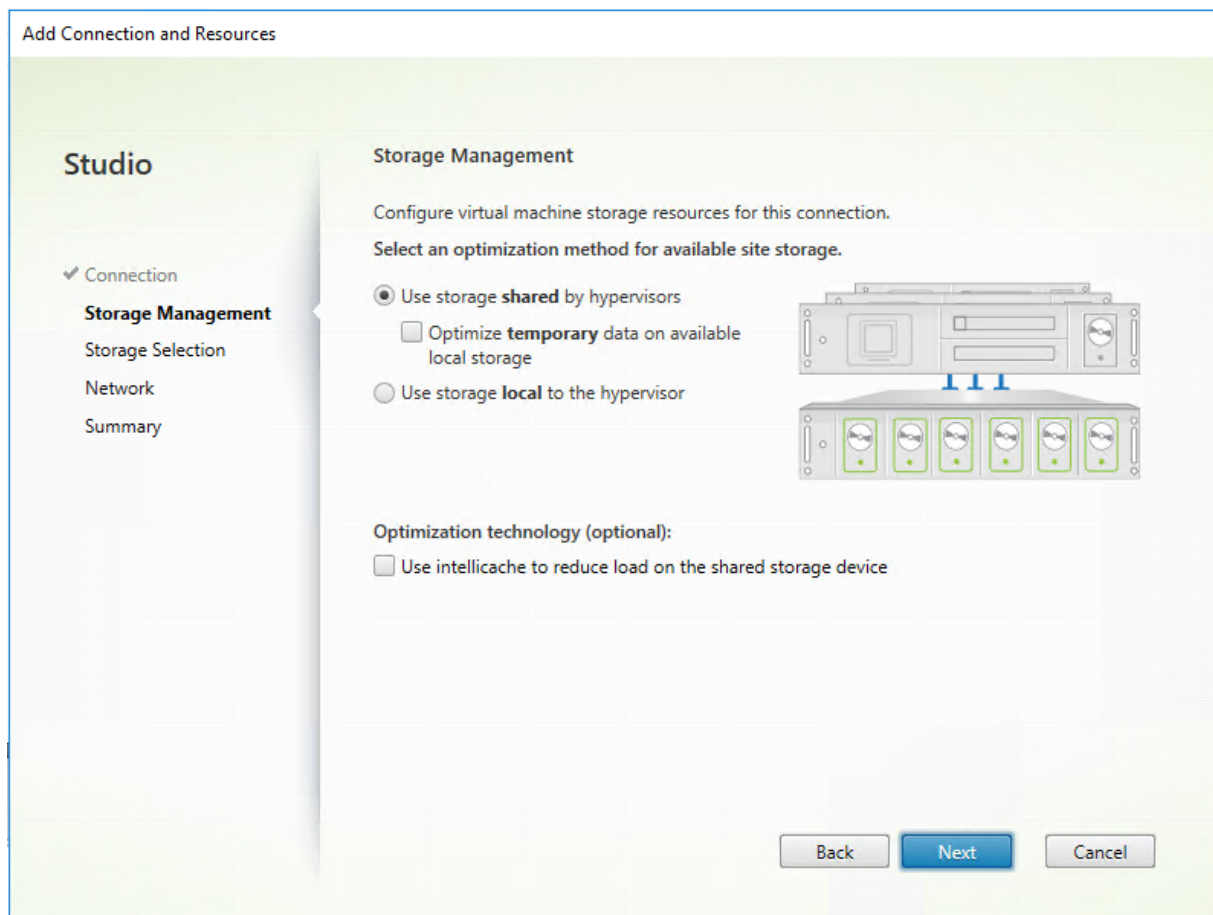 Add Connection and Resources
Studio
Connection
Storage Management
Storage Selection
Network
Summary
Storage Management
Configure virtual machine storage resources for this connection.
Select an optimization method for available site storage.
Use storage shared by hypervisors
Optimize temporary data on available
local storage
Use storage local to the hypervisor
Optimization technology (optional):
Use intellicache to reduce load on the shared storage device
Back
Next
Cancel